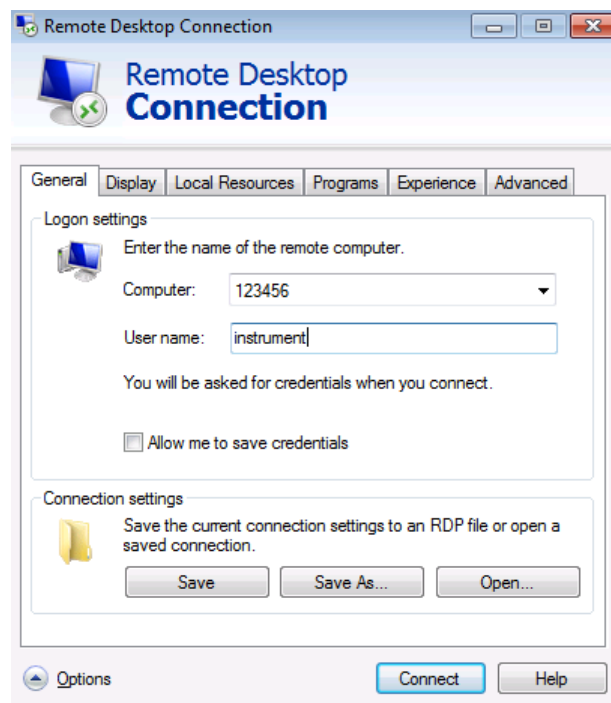 Remote Desktop Connection
Remote Desktop
Connection
General Display Local Resources Programs Experience Advanced
Logon settings
Enter the name of the remote computer.
Computer: 123456
User name: instrument
You will be asked for credentials when you connect.
Allow me to save credentials
Connection settings
Save the current connection settings to an RDP file or open a
saved connection.
Save Save As... Open...
Options Connect Help